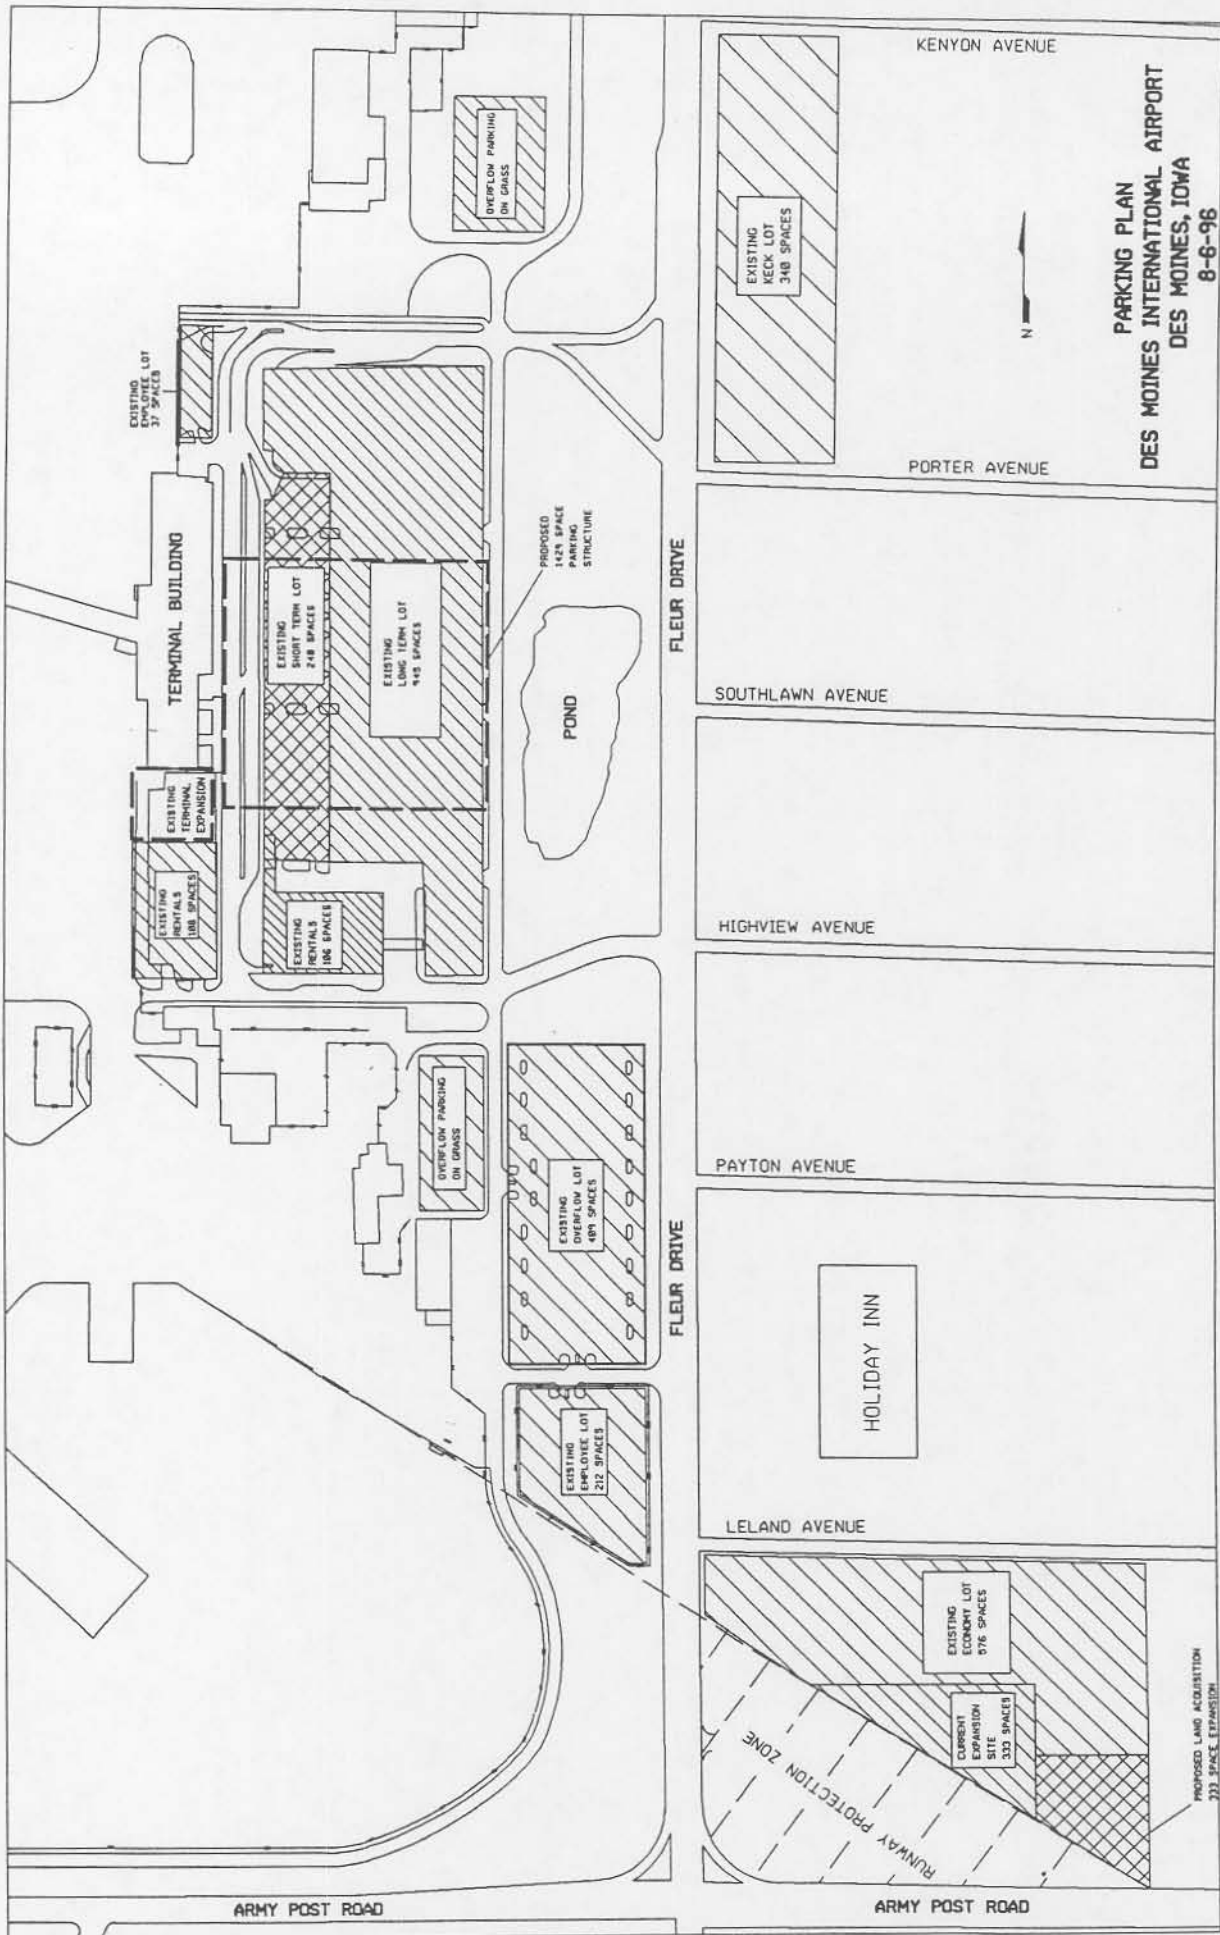 KENYON AVENUE
PARKING PLAN
DES MOINES INTERNATIONAL AIRPORT
DES MOINES, IOWA
8-6-96
OVERFLOW PARKING
ON GRASS
EXISTING
KECK LOT
340 SPACES
N
EXISTING
EMPLOYEE LOT
37 SPACES
PORTER AVENUE
TERMINAL BUILDING
PROPOSED
1429 SPACE
PARKING
STRUCTURE
FLEUR DRIVE
EXISTING
SHORT TERM LOT
248 SPACES
EXISTING
LONG TERM LOT
945 SPACES
POND
SOUTHLAWN AVENUE
EXISTING
TERMINAL
EXPANSION
EXISTING
RENTALS
108 SPACES
EXISTING
RENTALS
106 SPACES
HIGHVIEW AVENUE
OVERFLOW PARKING
ON GRASS
EXISTING
OVERFLOW LOT
409 SPACES
PAYTON AVENUE
FLEUR DRIVE
HOLIDAY INN
EXISTING
EMPLOYEE LOT
212 SPACES
LELAND AVENUE
EXISTING
ECONOMY LOT
576 SPACES
CURRENT
EXPANSION
SITE
333 SPACES
RUNWAY PROTECTION ZONE
PROPOSED LAND ACQUISITION
SPACE EXPANSION
ARMY POST ROAD
ARMY POST ROAD